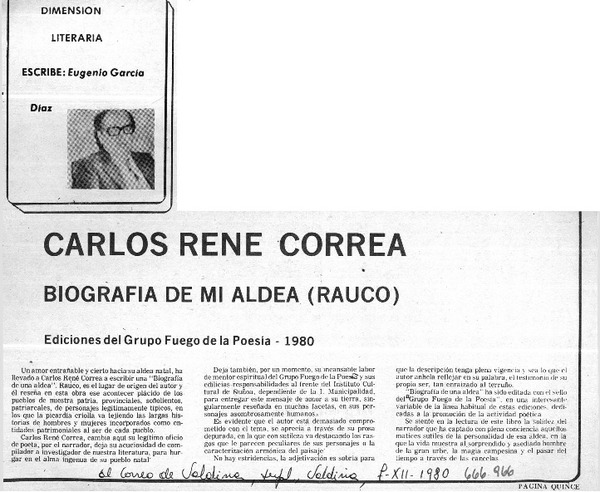 DIMENSION
LITERARIA
ESCRIBE: Eugenio García
Díaz
CARLOS RENE CORREA
BIOGRAFIA DE MI ALDEA (RAUCO)
Ediciones del Grupo Fuego de la Poesía - 1980
Un amor entrañable y cierto hacia su aldea natal, ha
llevado a Carlos René Correa a escribir una "Biografía
de una aldea". Rauco, es el lugar de origen del autor y
él reseña en esta obra ese acontecer plácido de los
pueblos de nuestra patria, provinciales, soñolientos,
patriarcales, de personajes legítimamente típicos, en
los que la picardía criolla va tejiendo las largas his-
torias de hombres y mujeres incorporados como en-
tidades patrimoniales al ser de cada pueblo.
Carlos René Correa, cambia aquí su legítimo oficio
de poeta, por el narrador, deja su acuciosidad de com-
pilador a investigador de nuestra literatura, para hur-
gar en el alma ingenua de su pueblo natal
Deja también, por un momento, su incansable labor
de mentor espiritual del Grupo Fuego de la Poesía y sus
edilicias responsabilidades al frente del Instituto Cul-
tural de Ñuñoa, dependiente de la I. Municipalidad,
para entregar este mensaje de autor a su tierra, sin-
gularmente reseñada en muchas facetas, en sus per-
sonajes asombrosamente humanos.
Es evidente que el autor está demasiado comprome-
tido con el tema, se aprecia a través de su prosa
depurada, en la que con sutileza va destacando los ras-
gos que le parecen peculiares de sus personajes o la
caracterización armónica del paisaje
No hay estridencias, la adjetivación es sobria para
que la descripción tenga plena vigencia y sea lo que el
autor anhela reflejar en su palabra, el testimonio de su
propio ser, tan enraizado al terruño.
"Biografía de una aldea" ha sido editada con el sello
del "Grupo Fuego de la Poesía", en una interesante
variable de la línea habitual de estas ediciones, dedi-
cadas a la promoción de la actividad poética
Se siente en la lectura de este libro la solidez del
narrador que ha captado con plena conciencia aquellos
matices sutiles de la personalidad de esa aldea, en la
que la vida muestra al sorprendido y asediado hombre
de la gran urbe, la magia campesina y el pasar del
tiempo a través de las cancelas
El Correo de Valdivia, supl. Valdivia 7-XII-1980 666.966
PAGINA QUINCE